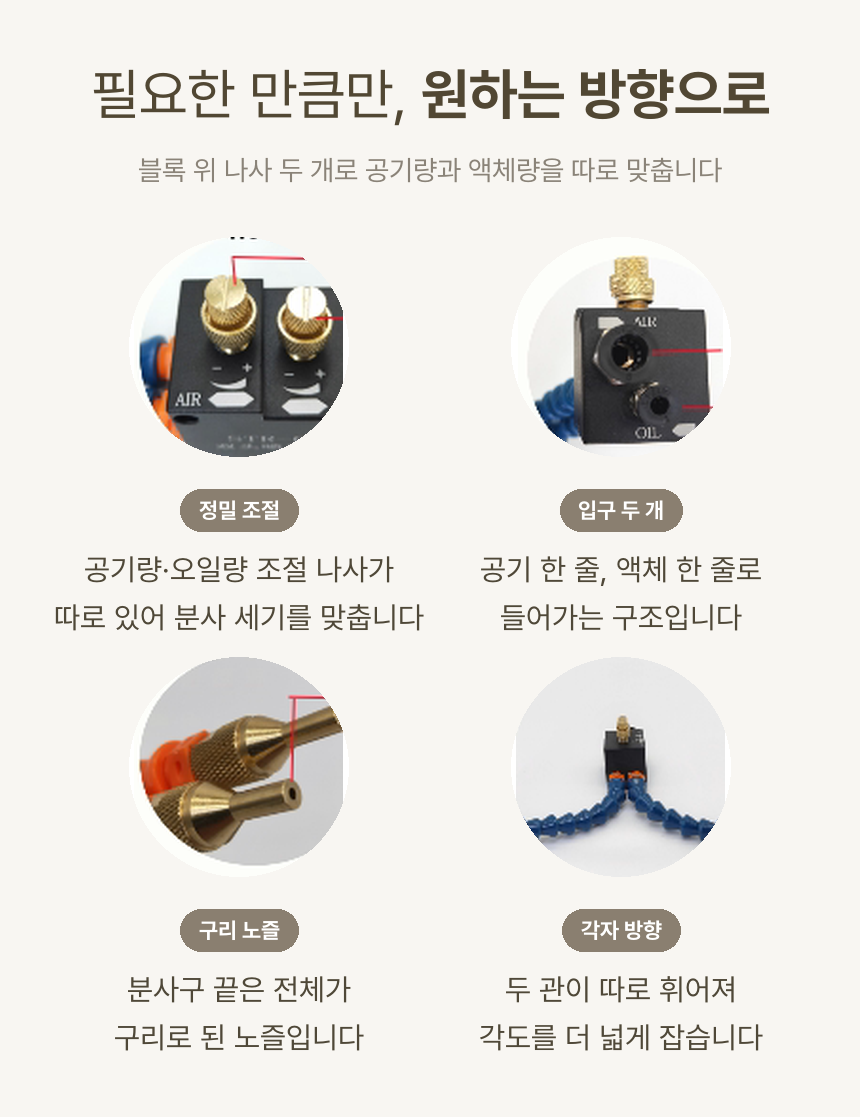 필요한 만큼만, 원하는 방향으로
블록 위 나사 두 개로 공기량과 액체량을 따로 맞춥니다
AIR
AIR
OIL
정밀 조절
입구 두 개
공기량·오일량 조절 나사가
따로 있어 분사 세기를 맞춥니다
공기 한 줄, 액체 한 줄로
들어가는 구조입니다
구리 노즐
각자 방향
분사구 끝은 전체가
구리로 된 노즐입니다
두 관이 따로 휘어져
각도를 더 넓게 잡습니다